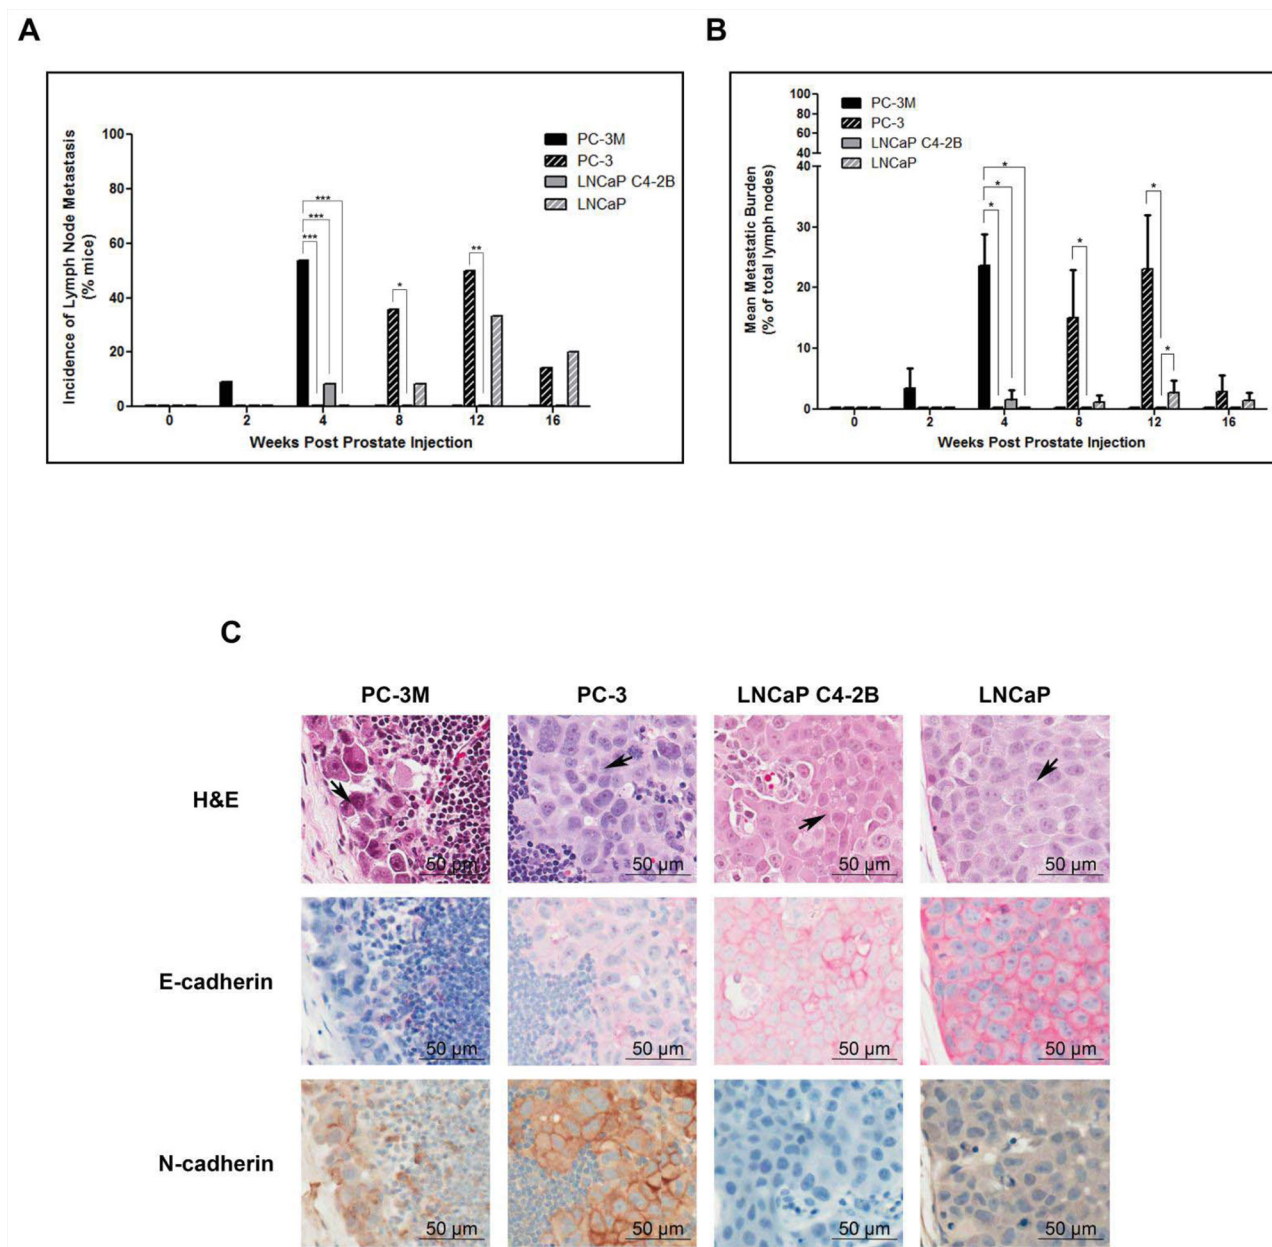 A
B
Incidence of Lymph Node Metastasis
(% mice)
100
80
60
40
20
0
PC-3M
PC-3
LNCaP C4-2B
LNCaP
***
***
***
*
**
0 2 4 8 12 16
Weeks Post Prostate Injection
Mean Metastatic Burden
(% of total lymph nodes)
100
80
60
40
40
30
20
10
0
PC-3M
PC-3
LNCaP C4-2B
LNCaP
*
*
*
*
*
*
0 2 4 8 12 16
Weeks Post Prostate Injection
C
PC-3M PC-3 LNCaP C4-2B LNCaP
H&E
50 µm 50 µm 50 µm 50 µm
E-cadherin
50 µm 50 µm 50 µm 50 µm
N-cadherin
50 µm 50 µm 50 µm 50 µm